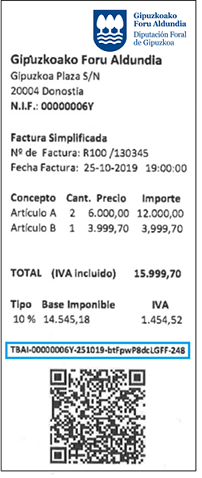 Gipuzkoako
Foru Aldundia
Diputación Foral
de Gipuzkoa
Gipuzkoako Foru Aldundia
Gipuzkoa Plaza S/N
20004 Donostía
N.I.F.: 00000006Y
Factura Simplificada
Nº de Factura: R100 /130345
Fecha Factura: 25-10-2019 19:00:00
Concepto Cant. Precio Importe
Artículo A 2 6.000,00 12.000,00
Artículo B 1 3.999,70 3,999,70
TOTAL (IVA incluido) 15.999,70
Tipo Base Imponible IVA
10 % 14.545,18 1.454,52
TBAI-00000006Y-251019-btFpwP8dcLGFF-248